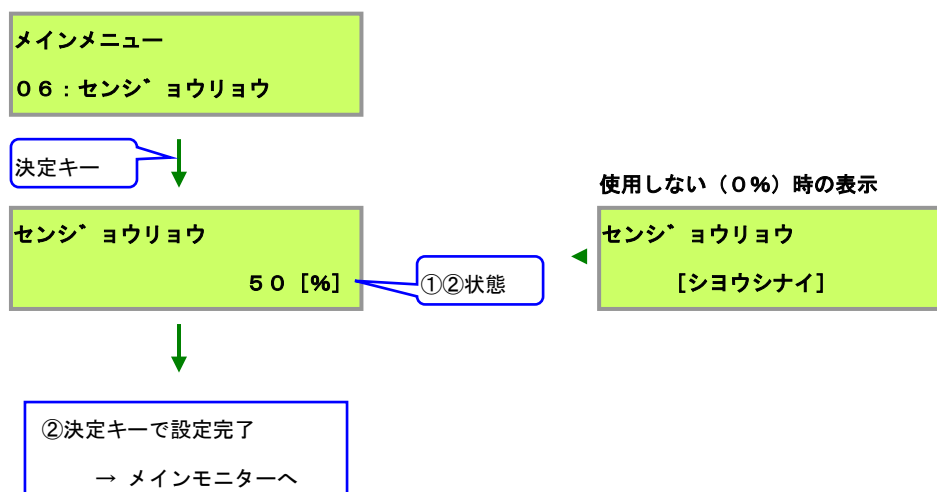 メインメニュー
06：センシ゛ョウリョウ
決定キー
使用しない（0%）時の表示
センシ゛ョウリョウ
50［%］
①②状態
センシ゛ョウリョウ
［シヨウシナイ］
②決定キーで設定完了
→ メインモニターへ